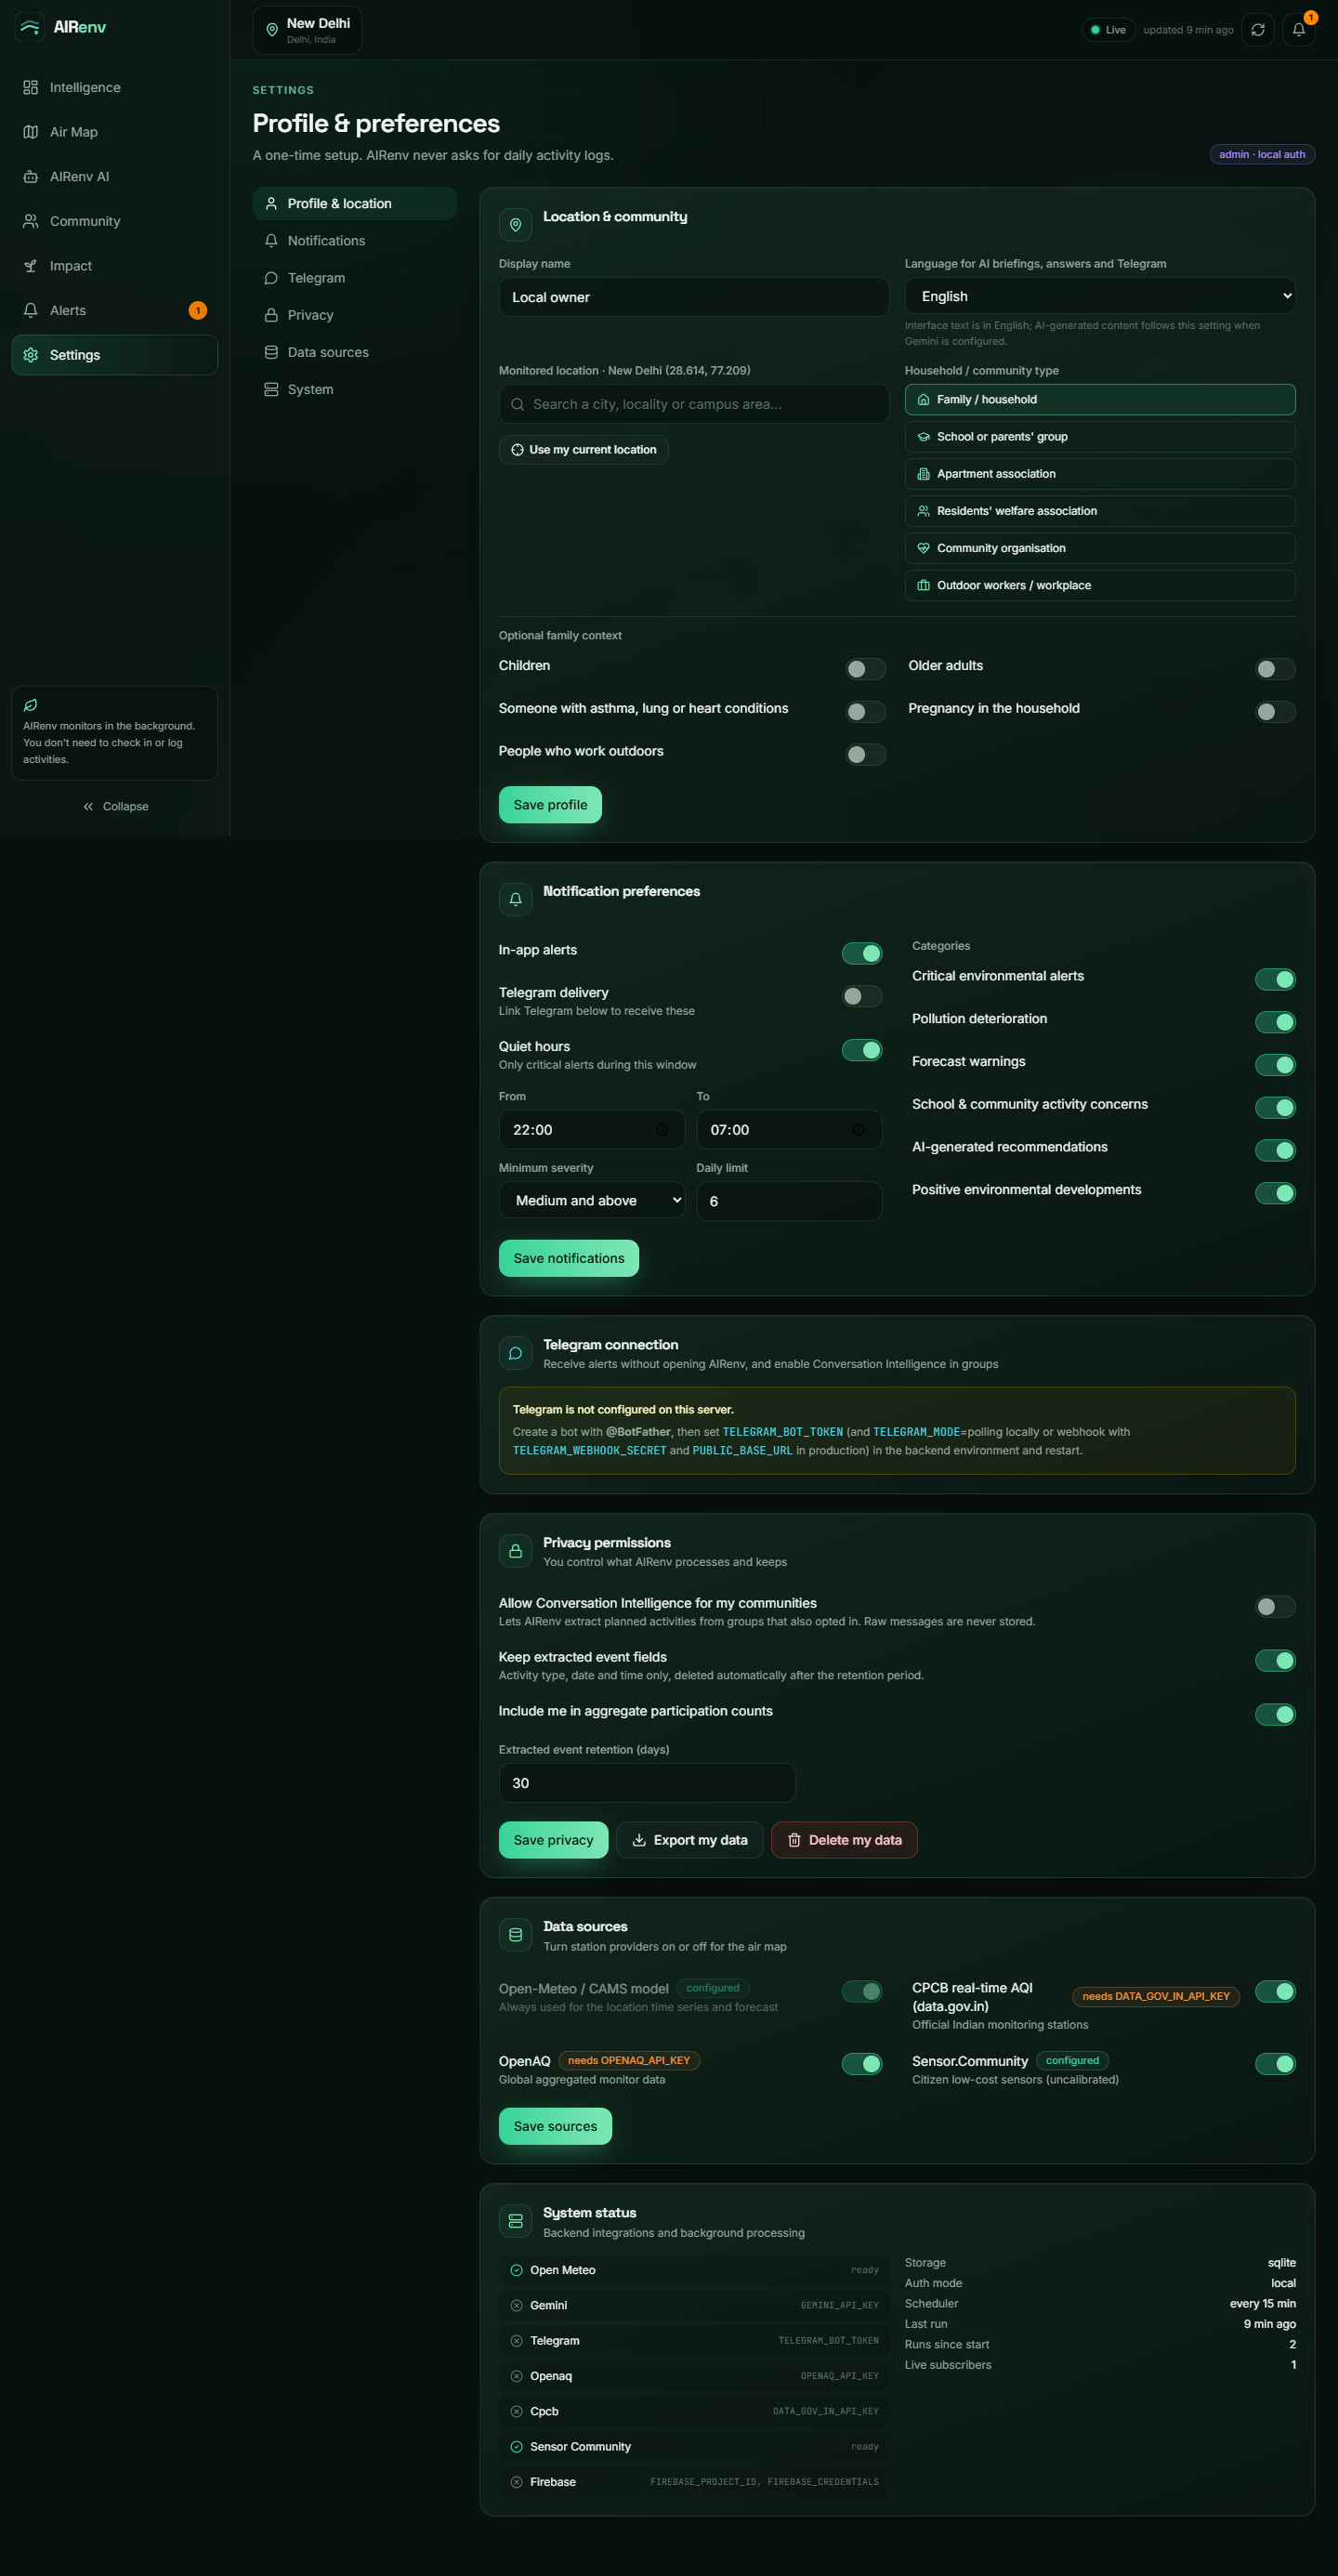 AIRenv
New Delhi
Delhi, India
Live
updated 9 min ago
1
Intelligence
Air Map
AIRenv AI
Community
Impact
Alerts
1
Settings
AIRenv monitors in the background.
You don't need to check in or log
activities.
Collapse
SETTINGS
Profile & preferences
A one-time setup. AIRenv never asks for daily activity logs.
admin · local auth
Profile & location
Notifications
Telegram
Privacy
Data sources
System
Location & community
Display name
Local owner
Language for AI briefings, answers and Telegram
English
Interface text is in English; AI-generated content follows this setting when
Gemini is configured.
Monitored location · New Delhi (28.614, 77.209)
Search a city, locality or campus area...
Use my current location
Household / community type
Family / household
School or parents' group
Apartment association
Residents' welfare association
Community organisation
Outdoor workers / workplace
Optional family context
Children
Older adults
Someone with asthma, lung or heart conditions
Pregnancy in the household
People who work outdoors
Save profile
Notification preferences
In-app alerts
Telegram delivery
Link Telegram below to receive these
Quiet hours
Only critical alerts during this window
From
To
22:00
07:00
Minimum severity
Daily limit
Medium and above
6
Categories
Critical environmental alerts
Pollution deterioration
Forecast warnings
School & community activity concerns
AI-generated recommendations
Positive environmental developments
Save notifications
Telegram connection
Receive alerts without opening AIRenv, and enable Conversation Intelligence in groups
Telegram is not configured on this server.
Create a bot with @BotFather, then set TELEGRAM_BOT_TOKEN (and TELEGRAM_MODE=polling locally or webhook with
TELEGRAM_WEBHOOK_SECRET and PUBLIC_BASE_URL in production) in the backend environment and restart.
Privacy permissions
You control what AIRenv processes and keeps
Allow Conversation Intelligence for my communities
Lets AIRenv extract planned activities from groups that also opted in. Raw messages are never stored.
Keep extracted event fields
Activity type, date and time only, deleted automatically after the retention period.
Include me in aggregate participation counts
Extracted event retention (days)
30
Save privacy
Export my data
Delete my data
Data sources
Turn station providers on or off for the air map
Open-Meteo / CAMS model configured
Always used for the location time series and forecast
CPCB real-time AQI
(data.gov.in)
needs DATA_GOV_IN_API_KEY
Official Indian monitoring stations
OpenAQ needs OPENAQ_API_KEY
Global aggregated monitor data
Sensor.Community configured
Citizen low-cost sensors (uncalibrated)
Save sources
System status
Backend integrations and background processing
Open Meteo ready
Gemini GEMINI_API_KEY
Telegram TELEGRAM_BOT_TOKEN
Openaq OPENAQ_API_KEY
Cpcb DATA_GOV_IN_API_KEY
Sensor Community ready
Firebase FIREBASE_PROJECT_ID, FIREBASE_CREDENTIALS
Storage sqlite
Auth mode local
Scheduler every 15 min
Last run 9 min ago
Runs since start 2
Live subscribers 1